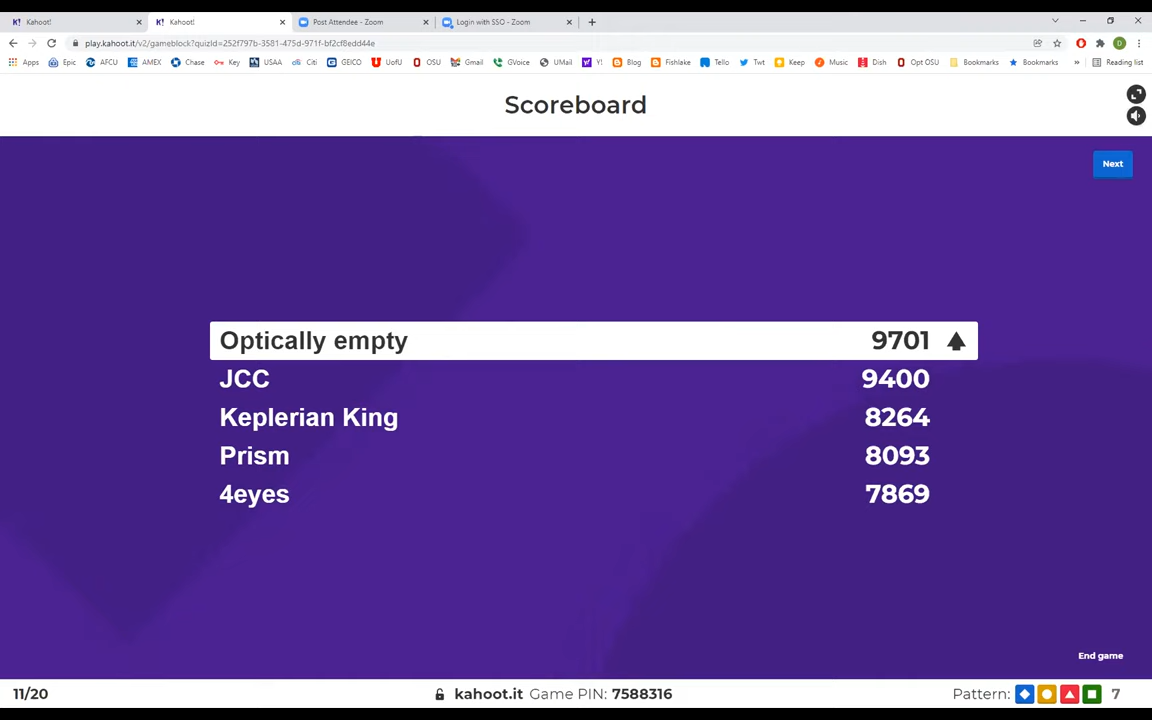 Kahoot!
Kahoot!
Post Attendee - Zoom
Login with SSO - Zoom
play.kahoot.it/v2/gameblock?quizId=252f797b-3581-475d-971f-bf2cf8edd44e
Apps Epic AFCU AMEX Chase Key USAA Citi GEICO UofU OSU Gmail GVoice UMail Y! Blog Fishlake Tello Twt Keep Music Dish Opt OSU Bookmarks Bookmarks » Reading list
Scoreboard
Next
Optically empty 9701
JCC 9400
Keplerian King 8264
Prism 8093
4eyes 7869
End game
11/20 kahoot.it Game PIN: 7588316 Pattern: 7